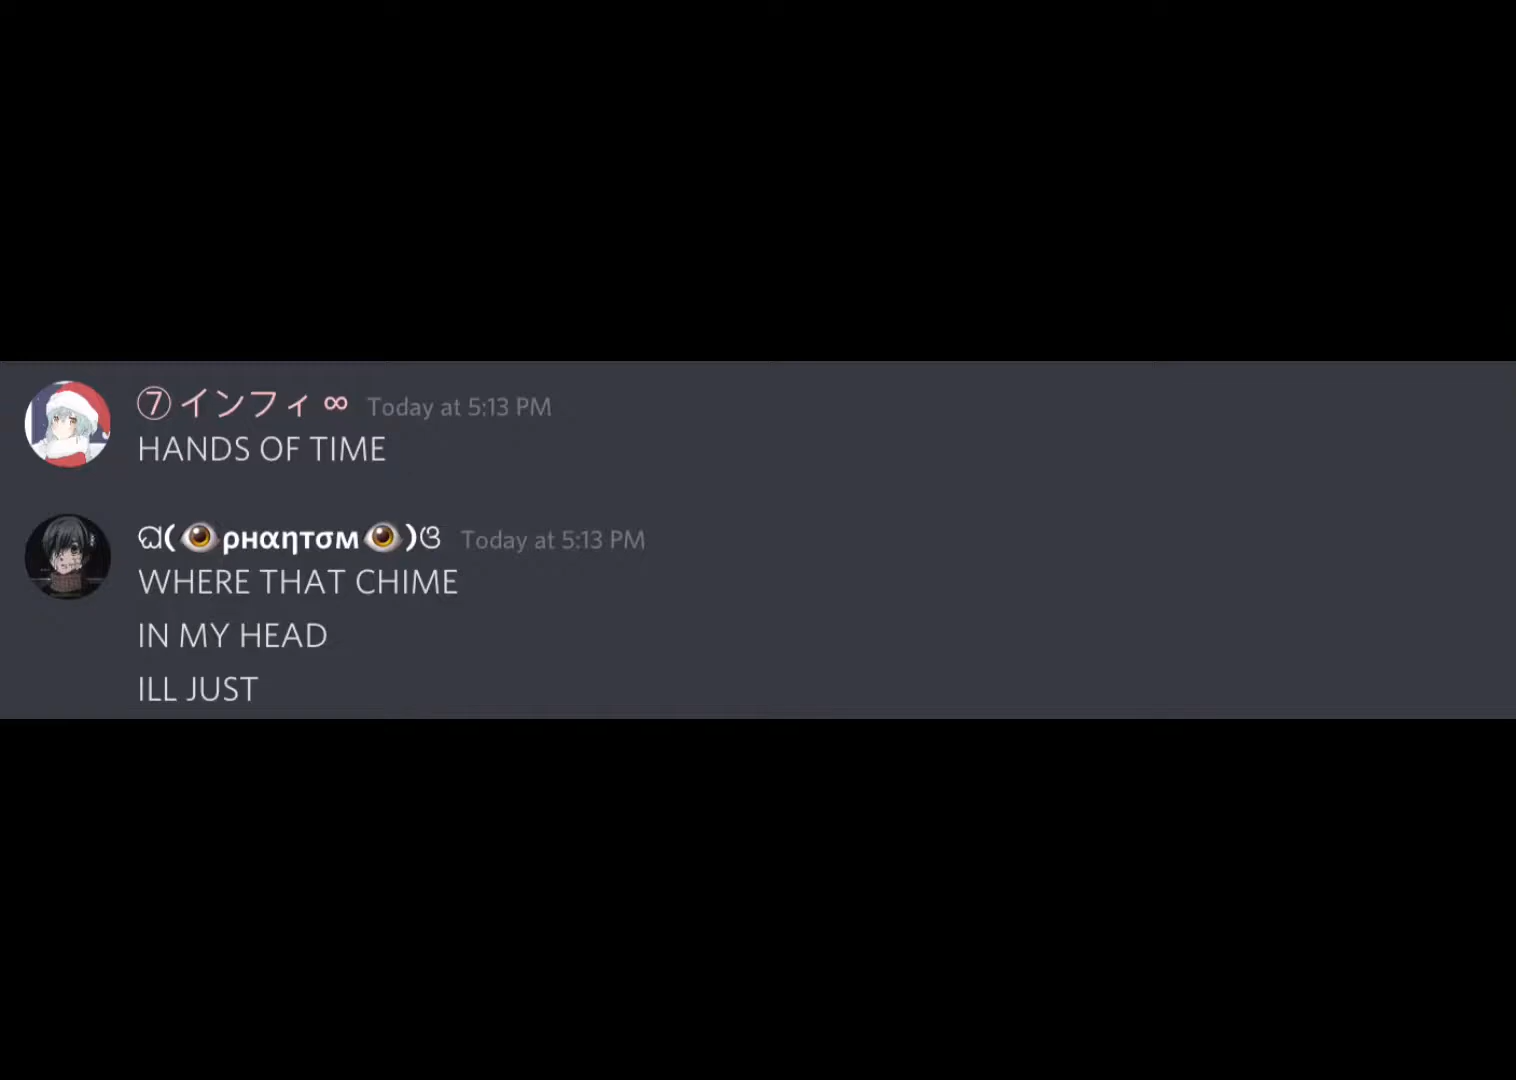 ⑦ インフィ ∞ Today at 5:13 PM
HANDS OF TIME
ฝ(👁️ρнαηтσм👁️)ও Today at 5:13 PM
WHERE THAT CHIME
IN MY HEAD
ILL JUST